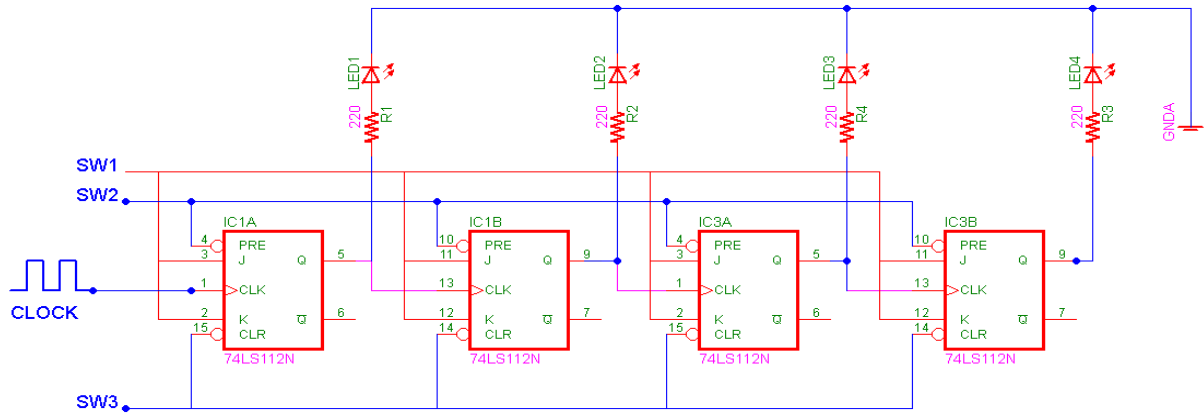 LED1
LED2
LED3
LED4
220
R1
220
R2
220
R4
220
R3
GNDA
SW1
SW2
IC1A
IC1B
IC3A
IC3B
4 PRE
3 J Q 5
1 CLK
2 K Q 6
15 CLR
74LS112N
10 PRE
11 J Q 9
13 CLK
12 K Q 7
14 CLR
74LS112N
4 PRE
3 J Q 5
1 CLK
2 K Q 6
15 CLR
74LS112N
10 PRE
11 J Q 9
13 CLK
12 K Q 7
14 CLR
74LS112N
CLOCK
SW3